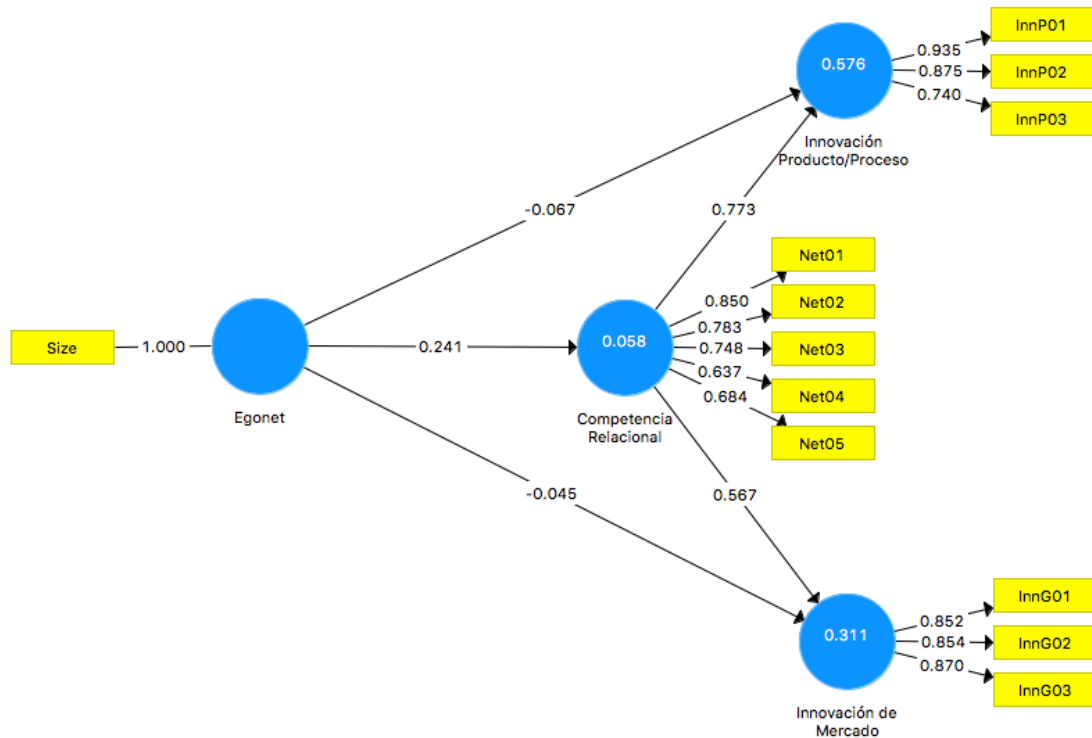 InnP01
0.935
0.576
0.875
InnP02
0.740
InnP03
Innovación
Producto/Proceso
-0.067
0.773
Net01
0.850
Net02
0.783
Size
1.000
0.241
0.058
0.748
Net03
0.637
Net04
0.684
Egonet
Competencia
Relacional
Net05
-0.045
0.567
InnG01
0.852
0.311
0.854
InnG02
0.870
InnG03
Innovación de
Mercado